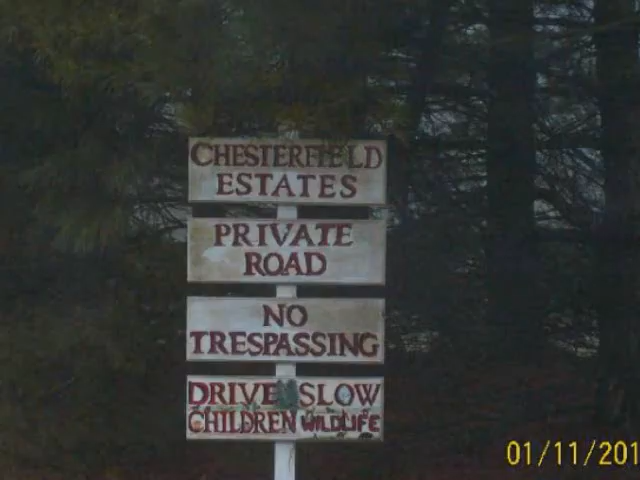 CHESTERFIELD
ESTATES
PRIVATE
ROAD
NO
TRESPASSING
DRIVE SLOW
CHILDREN WILDLIFE
01/11/201